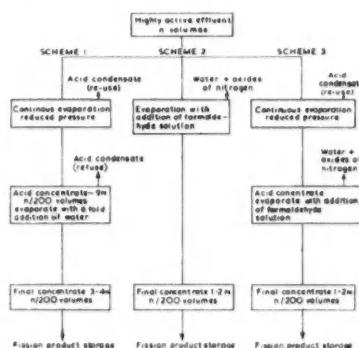 Highly active effluent
n volumes
SCHEME 1
SCHEME 2
SCHEME 3
Acid condensate
(re-use)
Continuous evaporation
reduced pressure
Acid condensate
(refuse)
Acid concentrate ~ 9N
n/200 volumes
evaporate with a fold
addition of water
Final concentrate 3-4N
n/200 volumes
Fission product storage
Water + oxides
of nitrogen
Evaporation with
addition of formalde-
hyde solution
Final concentrate 1-2N
n/200 volumes
Fission product storage
Acid
condensate
(re-use)
Continuous evaporation
reduced pressure
Water +
oxides of
nitrogen
Acid concentrate
evaporate with addition
of formaldehyde
solution
Final concentrate 1-2N
n/200 volumes
Fission product storage